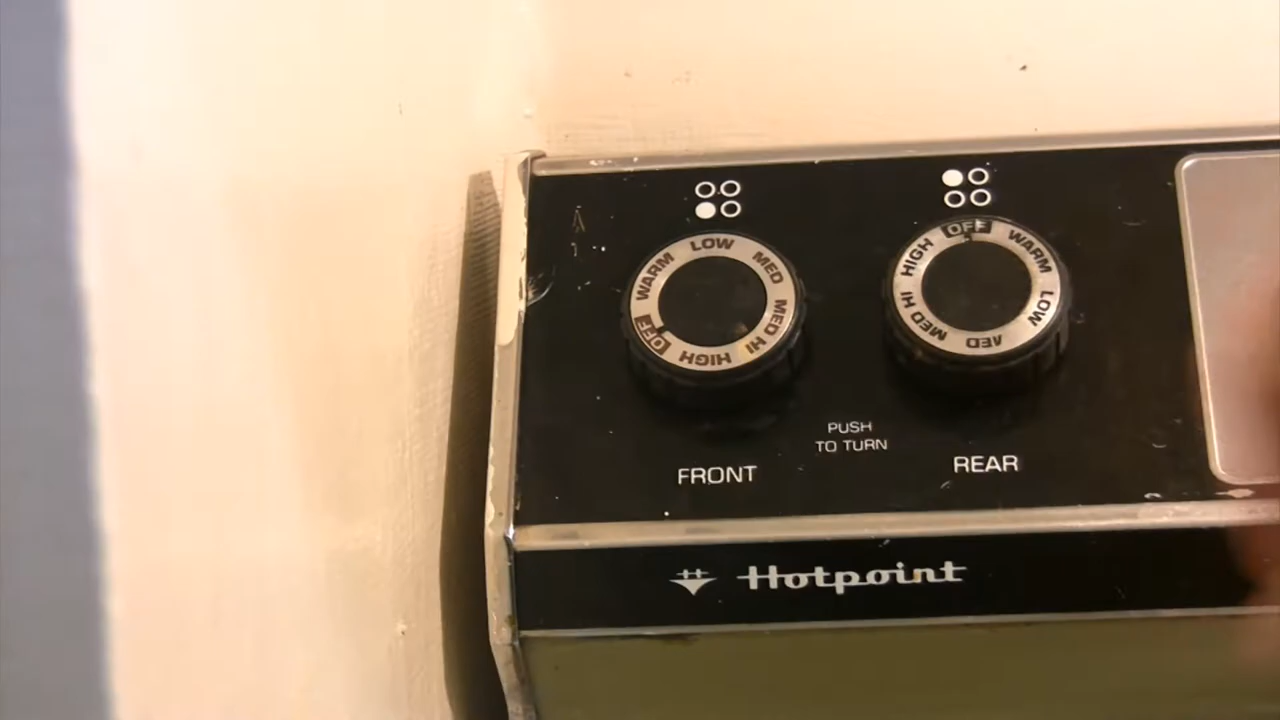 LOW
MED
MED HI
HIGH
OFF
WARM
OFF
WARM
LOW
MED
MED HI
HIGH
PUSH
TO TURN
FRONT
REAR
Hotpoint